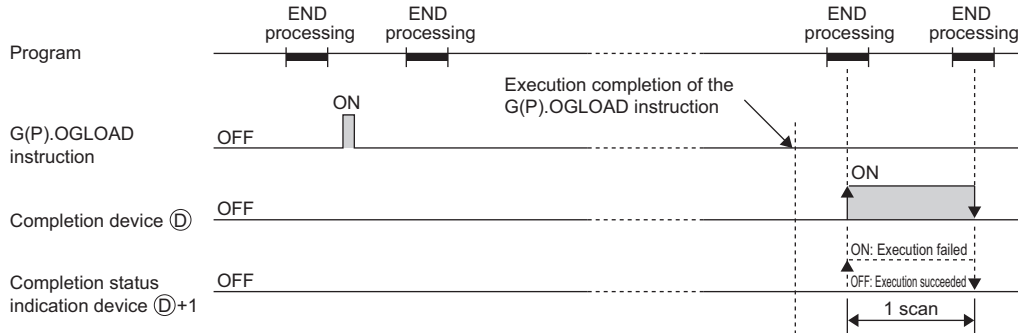 END
processing
END
processing
END
processing
END
processing
Program
Execution completion of the
G(P).OGLOAD instruction
ON
G(P).OGLOAD
instruction
OFF
ON
Completion device Ⓓ
OFF
ON: Execution failed
Completion status
indication device Ⓓ+1
OFF
OFF: Execution succeeded
1 scan